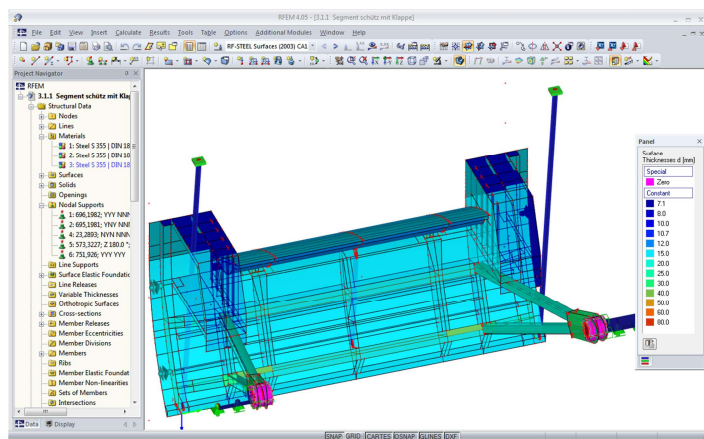 RFEM 4.05 - [3.1.1 Segment schütz mit Klappe]
File Edit View Insert Calculate Results Tools Table Options Additional Modules Window Help
RF-STEEL Surfaces (2003) CA1
Project Navigator
RFEM
3.1.1 Segment schütz mit Klap
Structural Data
Nodes
Lines
Materials
1: Steel S 355 | DIN 18
2: Steel S 355 | DIN 10
3: Steel S 355 | DIN 18
Surfaces
Solids
Openings
Nodal Supports
1: 696,1982; YYY NNN
2: 695,1981; YNY NNN
4: 23,2893; NYN NNN
5: 573,3227; Z 180.0 °;
6: 751,926; YYY YYY
Line Supports
Surface Elastic Foundatic
Line Releases
Variable Thicknesses
Orthotropic Surfaces
Cross-sections
Member Releases
Member Eccentricities
Member Divisions
Members
Ribs
Member Elastic Foundat
Member Non-linearities
Sets of Members
Intersections
Data Display
Panel
Surface
Thicknesses d [mm]
Special
Zero
Constant
7.1
8.0
10.0
10.7
12.0
15.0
20.0
25.0
30.0
40.0
50.0
60.0
80.0
SNAP GRID CARTES OSNAP GLINES DXF